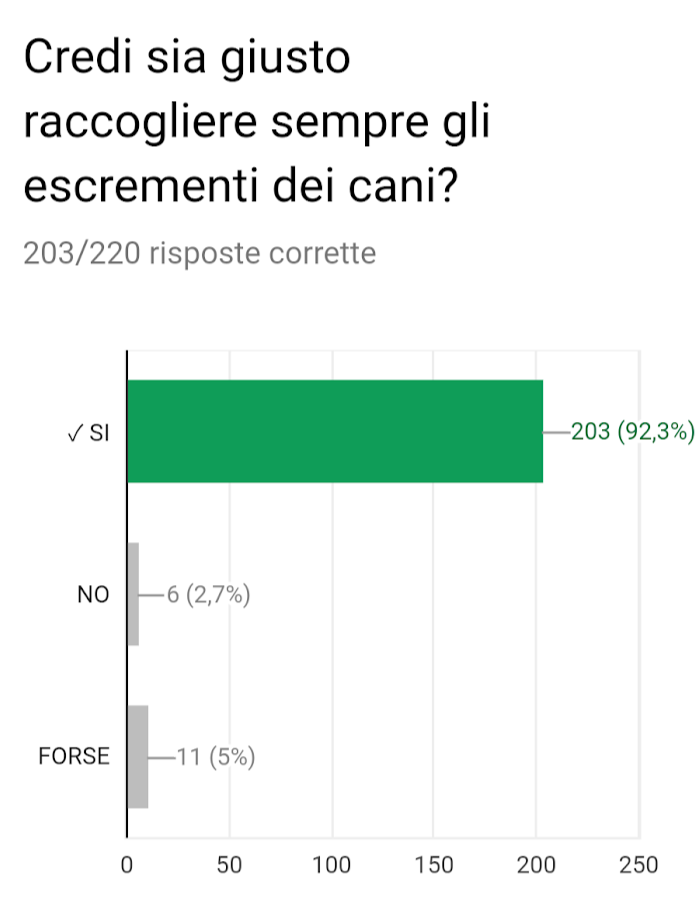 Credi sia giusto
raccogliere sempre gli
escrementi dei cani?
203/220 risposte corrette
✓ SI
203 (92,3%)
NO
6 (2,7%)
FORSE
11 (5%)
0 50 100 150 200 250